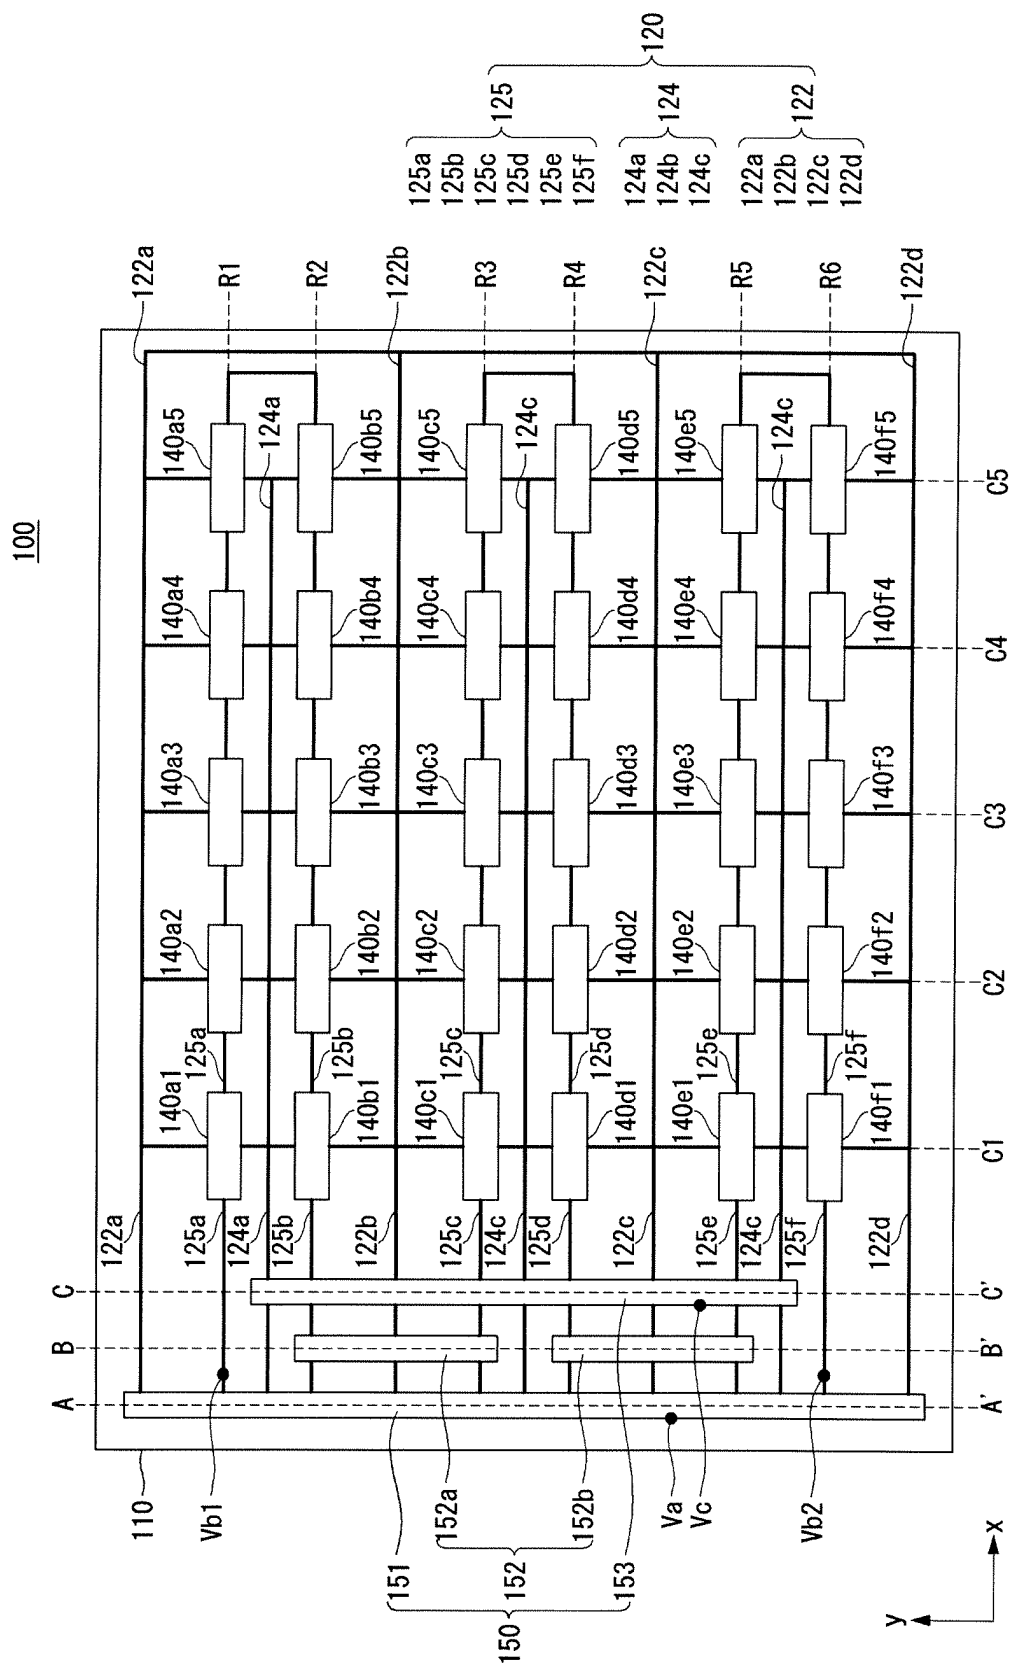 100
122a
R1
R2
122b
R3
R4
122c
R5
R6
122d
125a
125b
125c
125d
125e
125f
125
124a
124b
124c
124
122a
122b
122c
122d
122
120
140a5
124a
140b5
140c5
124c
140d5
140e5
124c
140f5
C5
140a4
140b4
140c4
140d4
140e4
140f4
C4
140a3
140b3
140c3
140d3
140e3
140f3
C3
140a2
140b2
140c2
140d2
140e2
140f2
C2
125a
125b
125c
125d
125e
125f
140a1
140b1
140c1
140d1
140e1
140f1
C1
122a
125a
124a
125b
122b
125c
124c
125d
122c
125e
124c
125f
122d
C
C'
B
B'
A
A'
110
Vb1
152a
152b
Va
Vc
Vb2
151
152
153
150
y
x